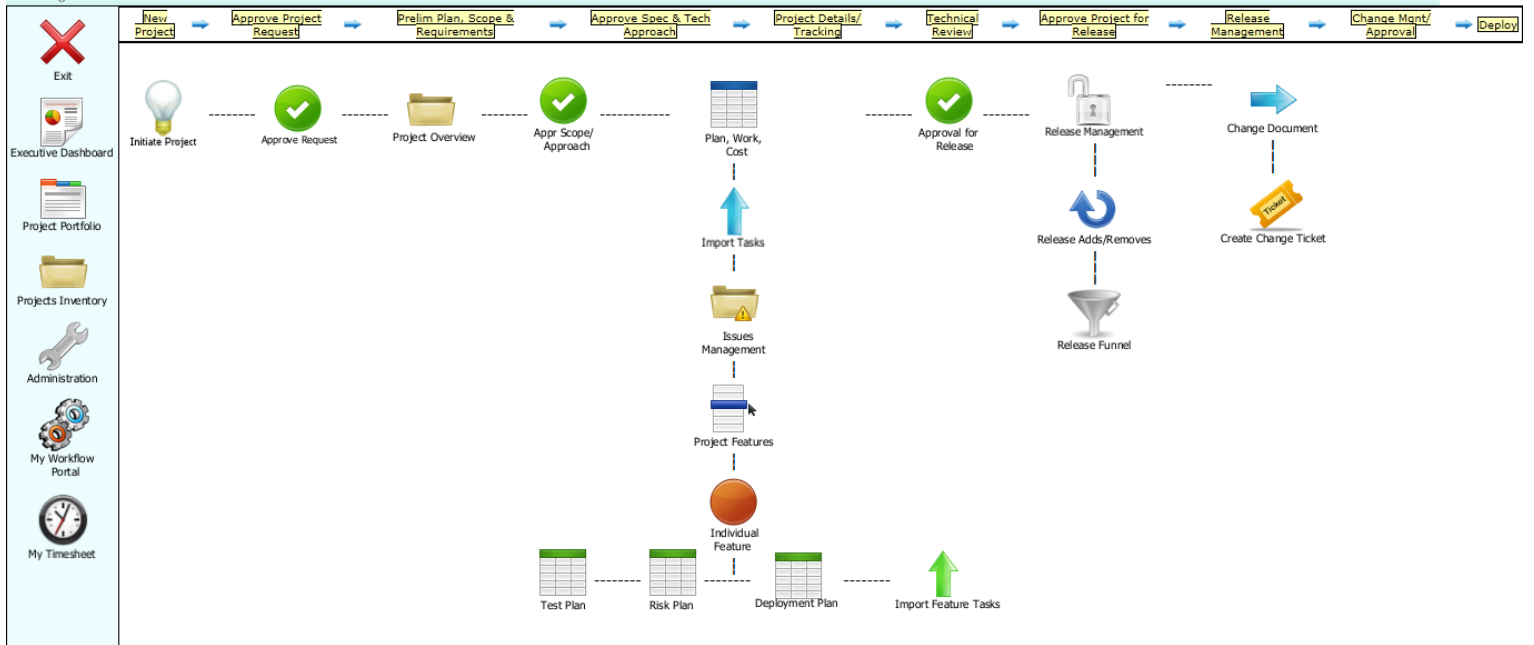 New
Project
Approve Project
Request
Prelim Plan, Scope &
Requirements
Approve Spec & Tech
Approach
Project Details/
Tracking
Technical
Review
Approve Project for
Release
Release
Management
Change Mgnt/
Approval
Deploy
Exit
Executive Dashboard
Project Portfolio
Projects Inventory
Administration
My Workflow
Portal
My Timesheet
Initiate Project
Approve Request
Project Overview
Appr Scope/
Approach
Plan, Work,
Cost
Approval for
Release
Release Management
Change Document
Import Tasks
Release Adds/Removes
Ticket
Create Change Ticket
Issues
Management
Release Funnel
Project Features
Individual
Feature
Test Plan
Risk Plan
Deployment Plan
Import Feature Tasks